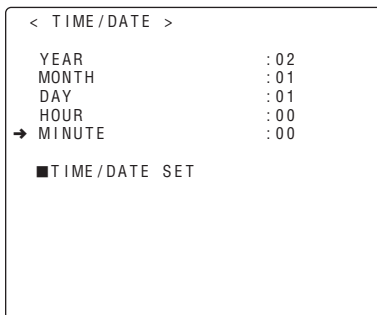 < TIME/DATE >
YEAR :02
MONTH :01
DAY :01
HOUR :00
➔ MINUTE :00
■TIME/DATE SET